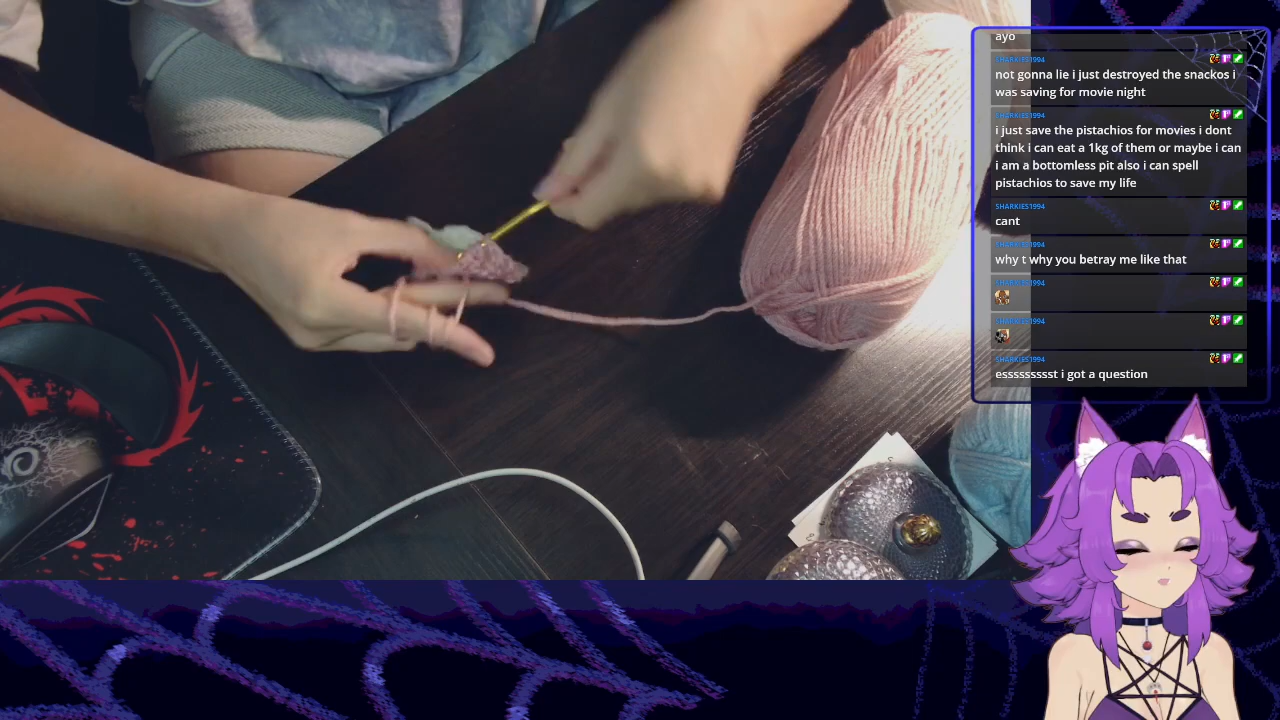 ayo
SHARKIES1994
not gonna lie i just destroyed the snackos i
was saving for movie night
SHARKIES1994
i just save the pistachios for movies i dont
think i can eat a 1kg of them or maybe i can
i am a bottomless pit also i can spell
pistachios to save my life
SHARKIES1994
cant
SHARKIES1994
why t why you betray me like that
SHARKIES1994
SHARKIES1994
SHARKIES1994
esssssssssst i got a question